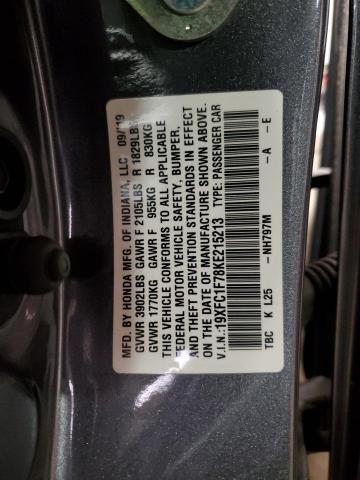 MFD. BY HONDA MFG. OF INDIANA, LLC 09/19
GVWR 3902LBS GAWR F 2105LBS R 1829LBS
GVWR 1770KG GAWR F 955KG R 830KG
THIS VEHICLE CONFORMS TO ALL APPLICABLE
FEDERAL MOTOR VEHICLE SAFETY, BUMPER,
AND THEFT PREVENTION STANDARDS IN EFFECT
ON THE DATE OF MANUFACTURE SHOWN ABOVE.
V.I.N.:19XFC1F78KE215213 TYPE: PASSENGER CAR
TBC K L25 -NH797M -A -E